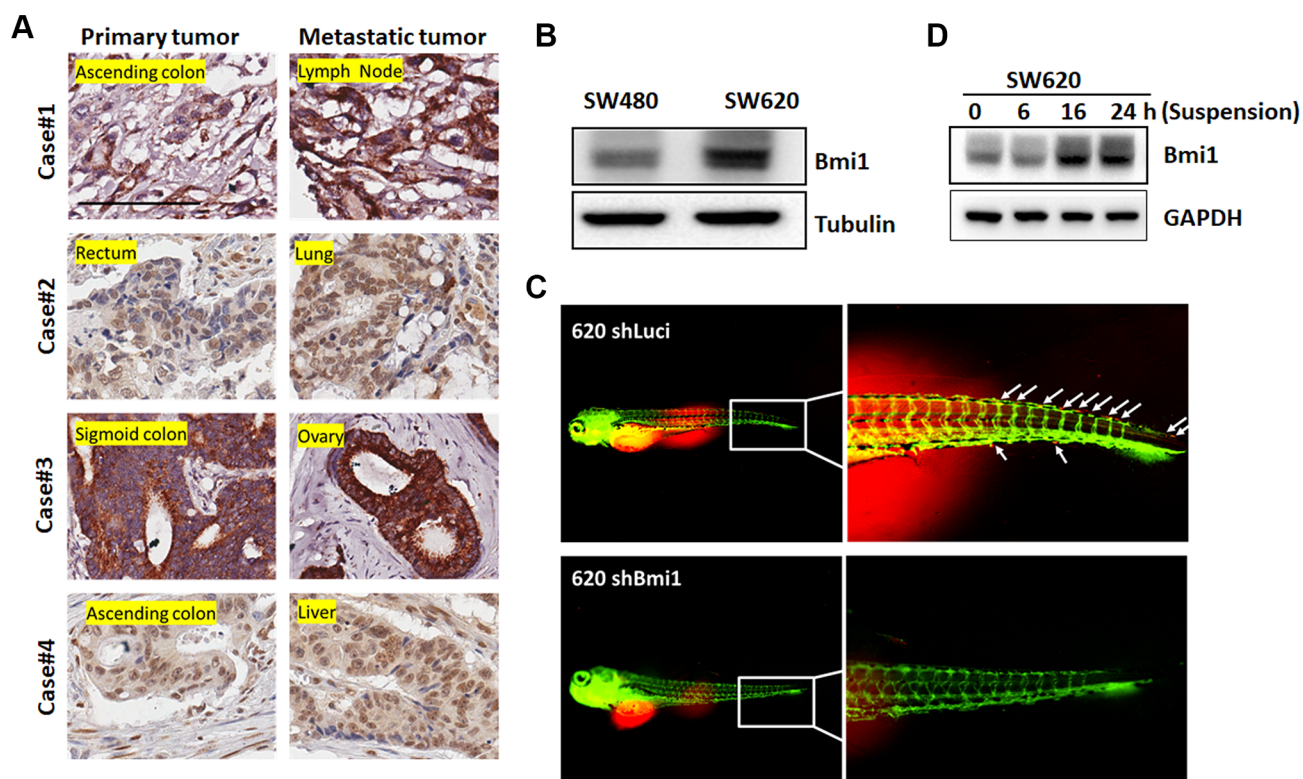 A
Primary tumor
Metastatic tumor
Case#1
Ascending colon
Lymph Node
Case#2
Rectum
Lung
Case#3
Sigmoid colon
Ovary
Case#4
Ascending colon
Liver
B
SW480 SW620
Bmi1
Tubulin
C
620 shLuci
620 shBmi1
D
SW620
0 6 16 24 h (Suspension)
Bmi1
GAPDH